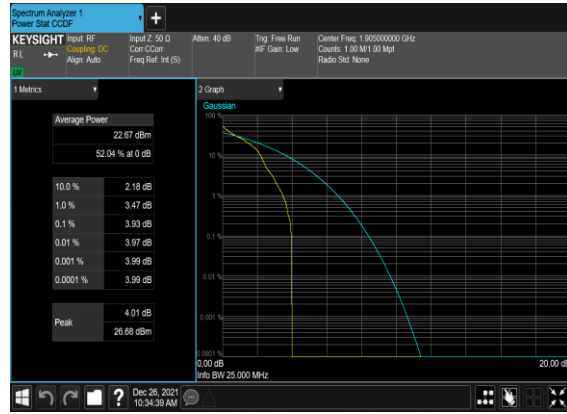 Spectrum Analyzer 1
Power Stat CCDF
KEYSIGHT
RL
Input: RF
Coupling: DC
Align: Auto
Input Z: 50 Ω
Corr CCorr
Freq Ref: Int (S)
Atten: 40 dB
Trig: Free Run
#IF Gain: Low
Center Freq: 1.905000000 GHz
Counts: 1.00 M/1.00 Mpt
Radio Std: None
1 Metrics
Average Power
22.67 dBm
52.04 % at 0 dB
10.0 % 2.18 dB
1.0 % 3.47 dB
0.1 % 3.93 dB
0.01 % 3.97 dB
0.001 % 3.99 dB
0.0001 % 3.99 dB
Peak 4.01 dB
26.68 dBm
2 Graph
Gaussian
100 %
10 %
1 %
0.1 %
0.01 %
0.001 %
0.0001 %
0.00 dB 20.00 dB
Info BW 25.000 MHz
?
Dec 26, 2021
10:34:39 AM